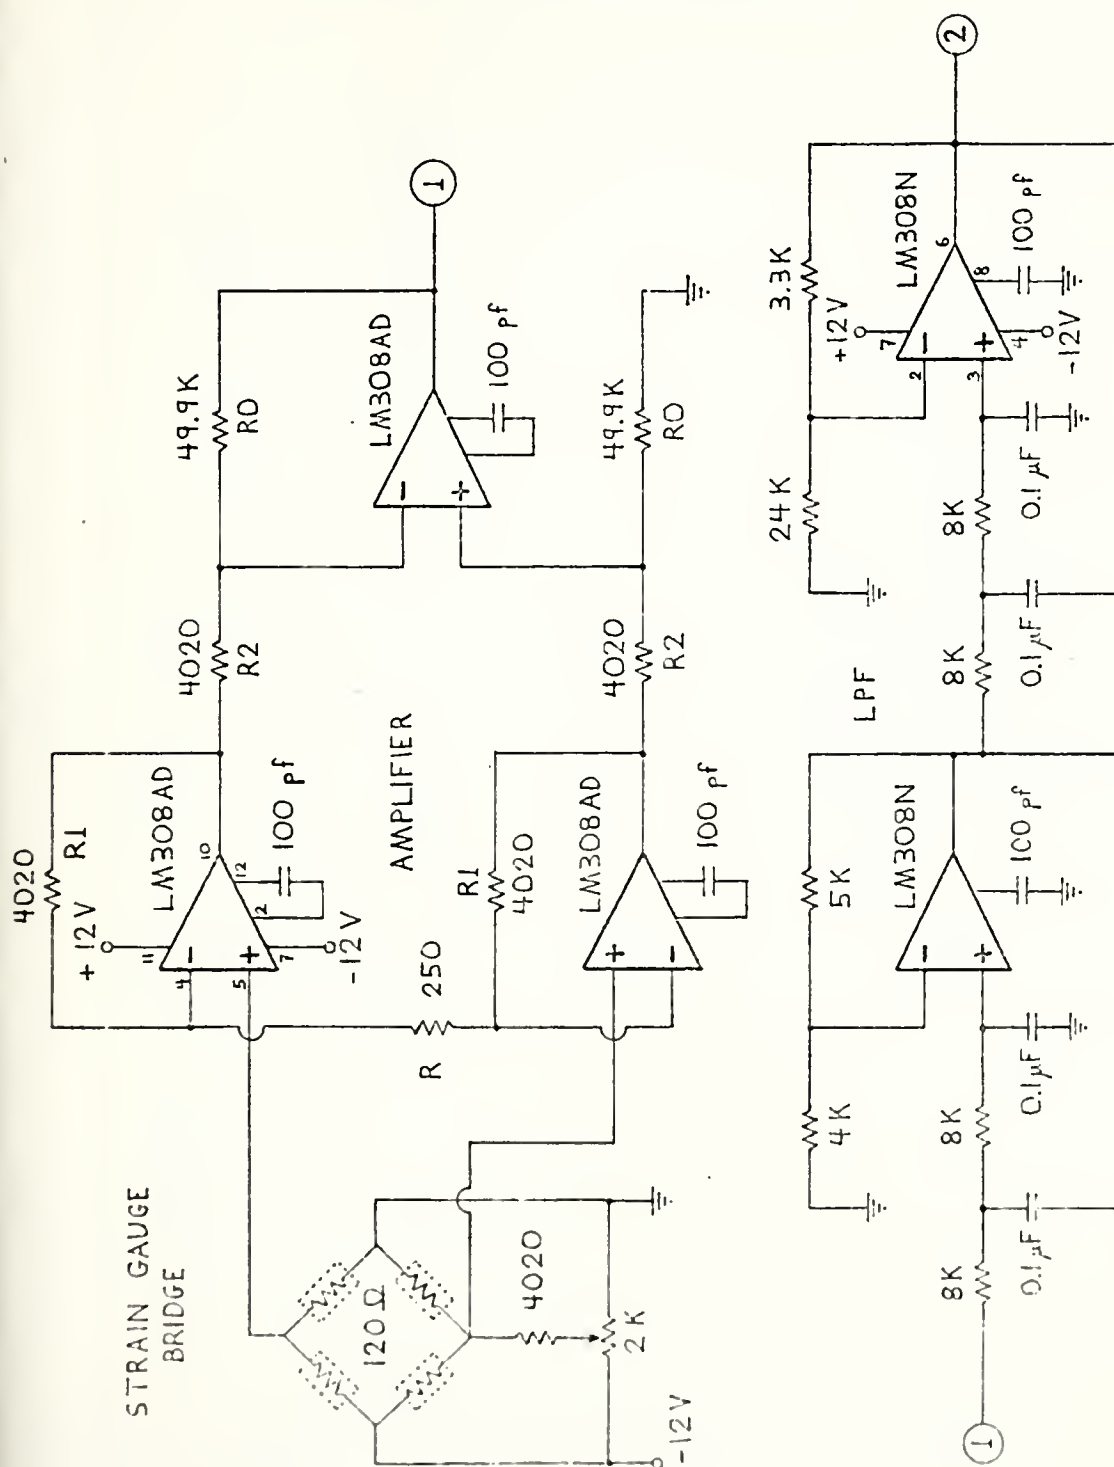 STRAIN GAUGE
BRIDGE
120 Ω
4020
2 K
-12V
4020
R1
+12V
LM308AD
11
4
5
7
10
12
2
100 pf
-12V
R
250
R1
4020
LM308AD
100 pf
AMPLIFIER
4020
R2
4020
R2
49.9K
RO
LM308AD
100 pf
49.9K
RO
1
1
8K
0.1µF
8K
0.1µF
4K
5K
LM308N
100 pf
LPF
8K
0.1µF
8K
0.1µF
24K
3.3K
+12V
LM308N
7
2
3
4
6
8
-12V
100 pf
2